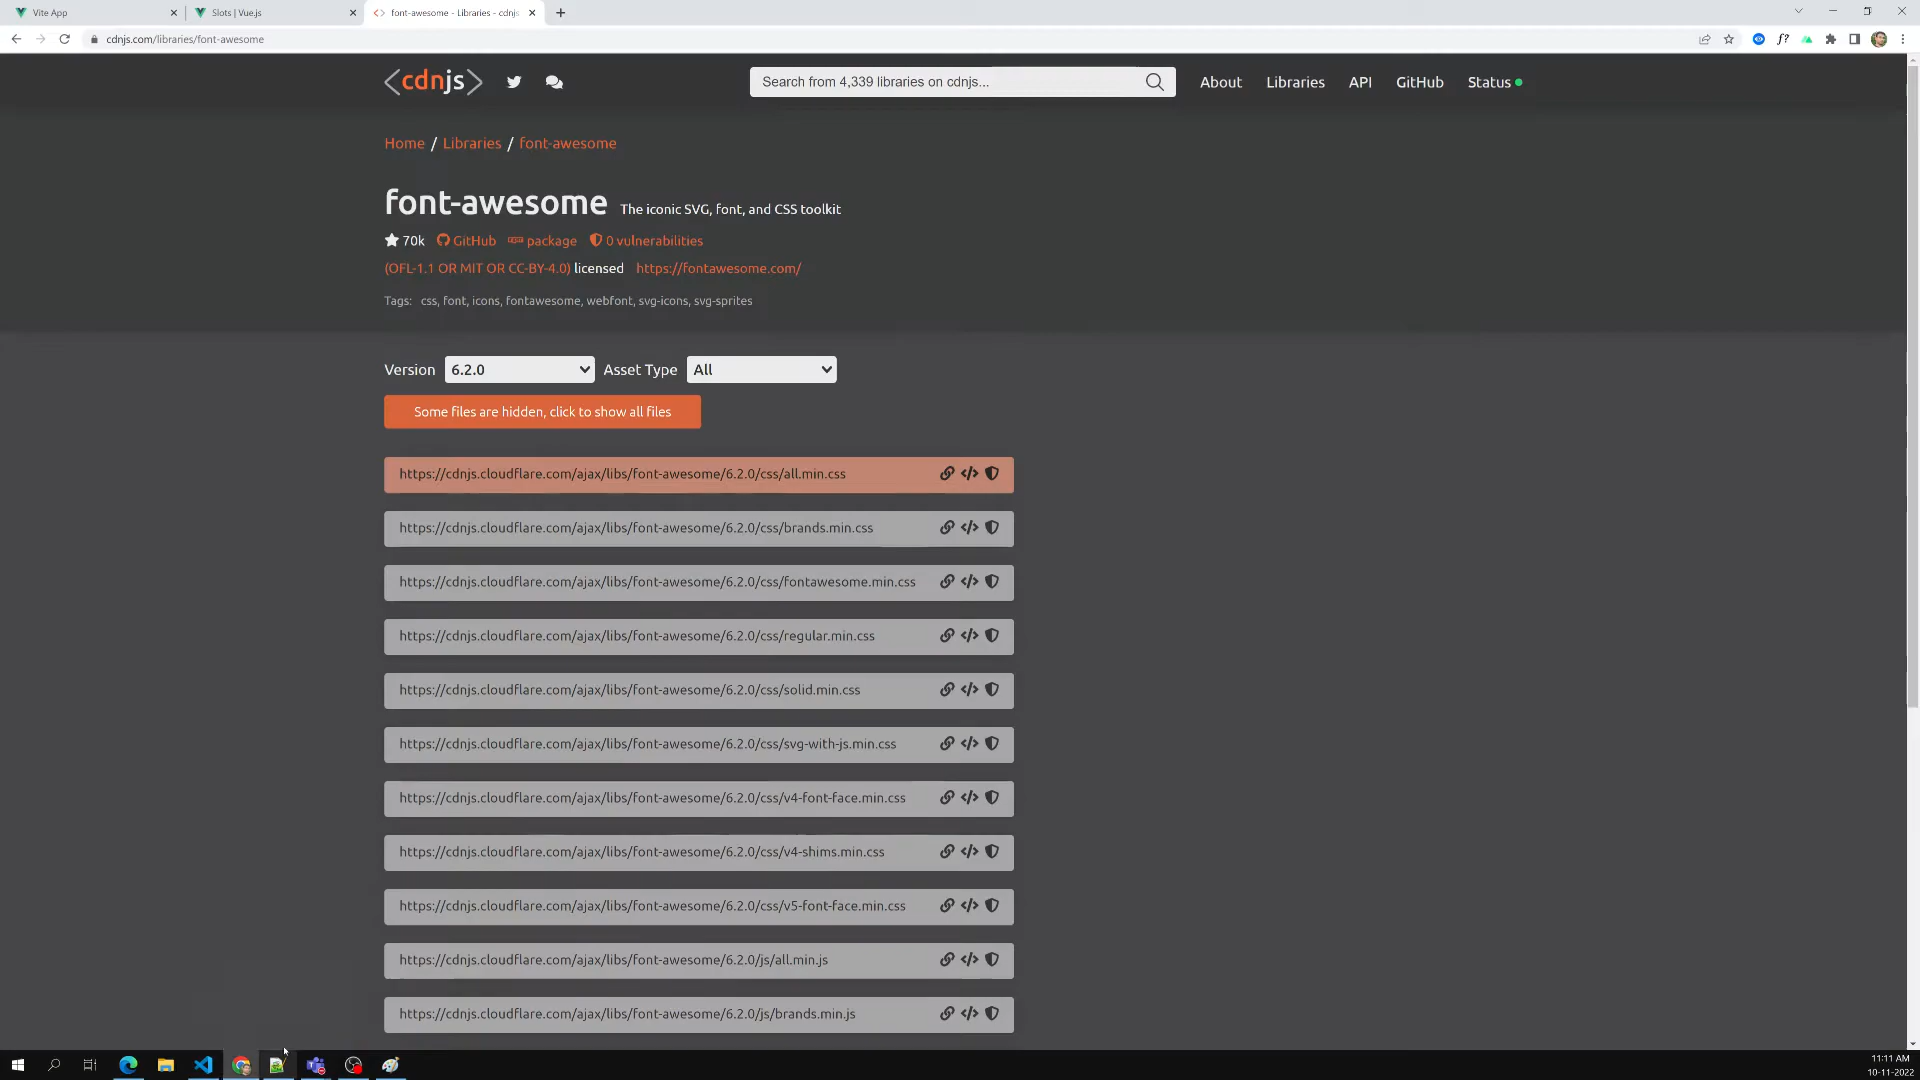 Vite App
Slots | Vue.js
font-awesome - Libraries - cdnjs
cdnjs.com/libraries/font-awesome
<cdnjs>
Search from 4,339 libraries on cdnjs...
About
Libraries
API
GitHub
Status
Home / Libraries / font-awesome
font-awesome The iconic SVG, font, and CSS toolkit
70k GitHub package 0 vulnerabilities
(OFL-1.1 OR MIT OR CC-BY-4.0) licensed https://fontawesome.com/
Tags: css, font, icons, fontawesome, webfont, svg-icons, svg-sprites
Version 6.2.0 Asset Type All
Some files are hidden, click to show all files
https://cdnjs.cloudflare.com/ajax/libs/font-awesome/6.2.0/css/all.min.css
https://cdnjs.cloudflare.com/ajax/libs/font-awesome/6.2.0/css/brands.min.css
https://cdnjs.cloudflare.com/ajax/libs/font-awesome/6.2.0/css/fontawesome.min.css
https://cdnjs.cloudflare.com/ajax/libs/font-awesome/6.2.0/css/regular.min.css
https://cdnjs.cloudflare.com/ajax/libs/font-awesome/6.2.0/css/solid.min.css
https://cdnjs.cloudflare.com/ajax/libs/font-awesome/6.2.0/css/svg-with-js.min.css
https://cdnjs.cloudflare.com/ajax/libs/font-awesome/6.2.0/css/v4-font-face.min.css
https://cdnjs.cloudflare.com/ajax/libs/font-awesome/6.2.0/css/v4-shims.min.css
https://cdnjs.cloudflare.com/ajax/libs/font-awesome/6.2.0/css/v5-font-face.min.css
https://cdnjs.cloudflare.com/ajax/libs/font-awesome/6.2.0/js/all.min.js
https://cdnjs.cloudflare.com/ajax/libs/font-awesome/6.2.0/js/brands.min.js
11:11 AM
10-11-2022